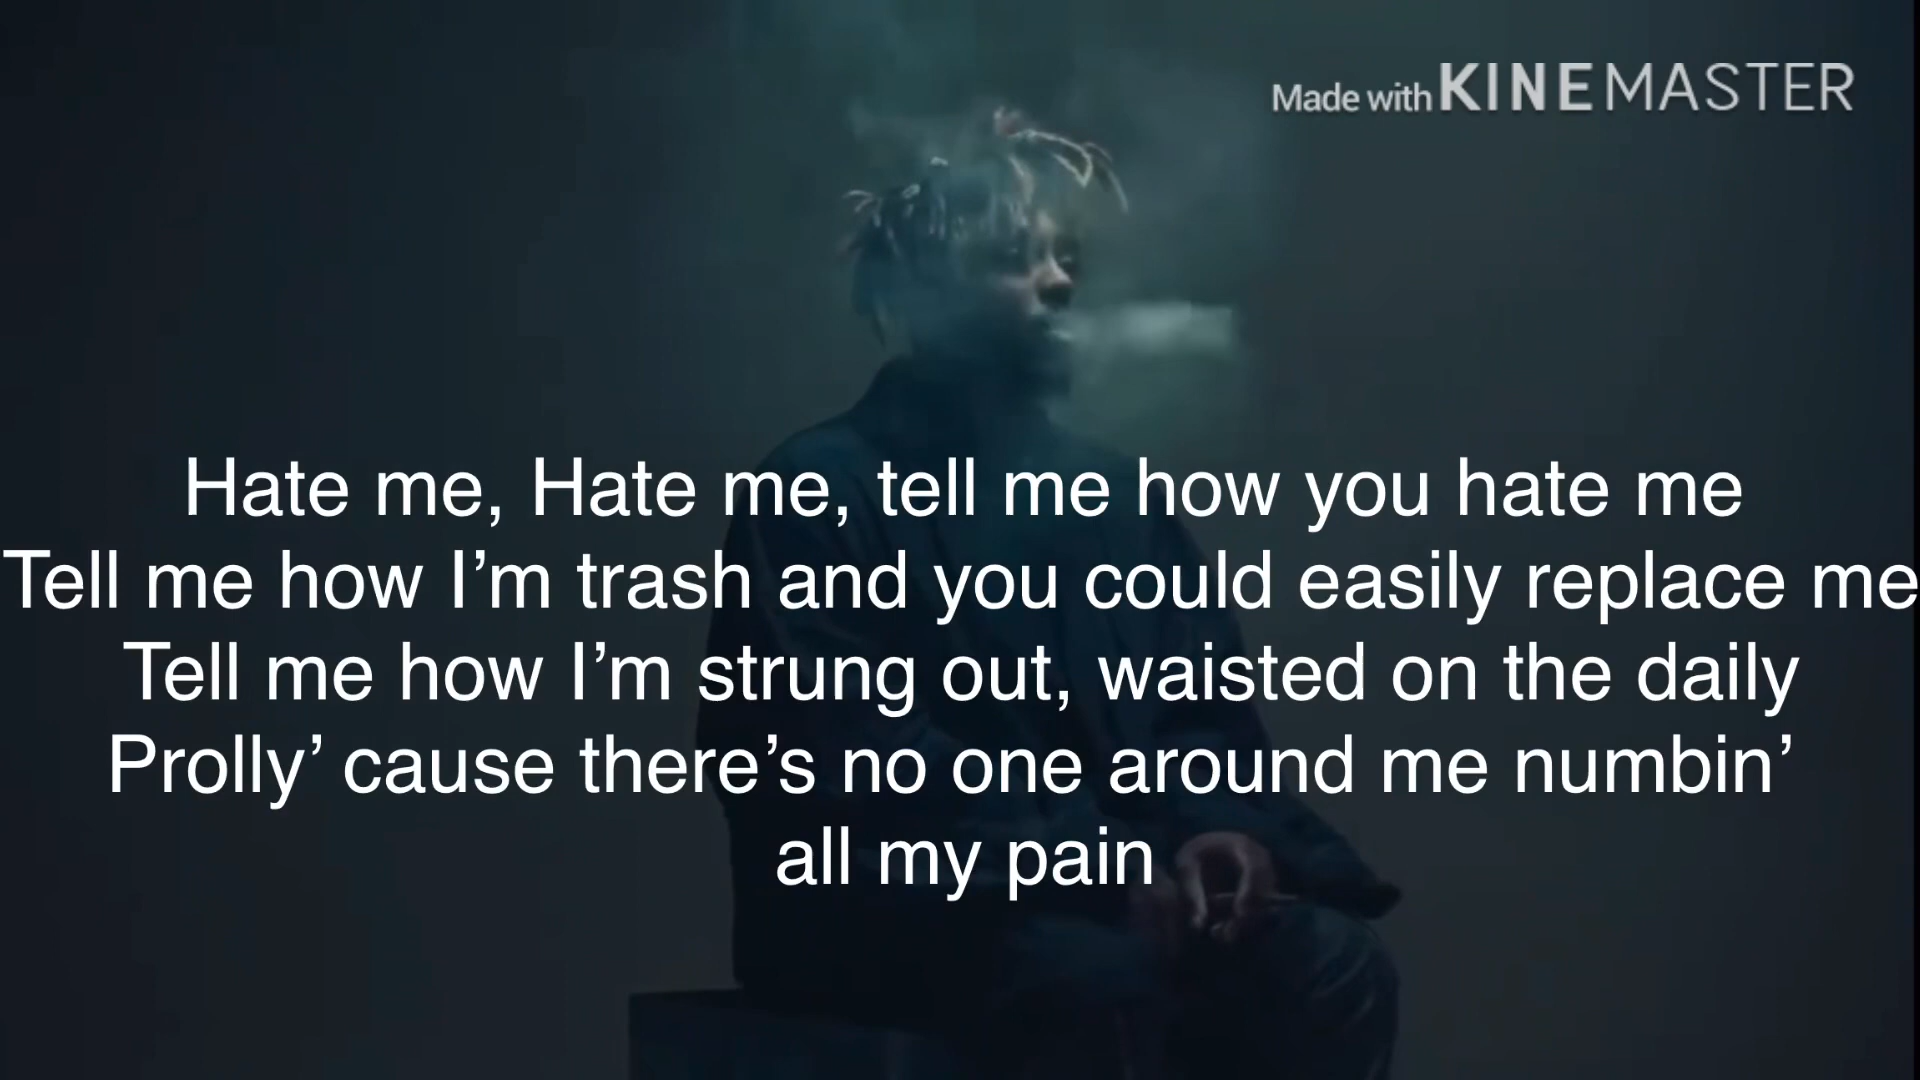 Made with KINEMASTER
Hate me, Hate me, tell me how you hate me
Tell me how I’m trash and you could easily replace me
Tell me how I’m strung out, waisted on the daily
Prolly’ cause there’s no one around me numbin’
all my pain